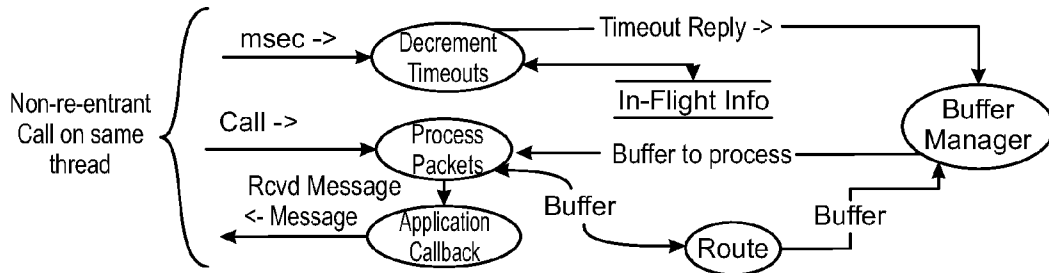 Non-re-entrant
Call on same
thread
msec ->
Decrement
Timeouts
Timeout Reply ->
In-Flight Info
Buffer
Manager
Call ->
Process
Packets
Buffer to process
Rcvd Message
<- Message
Application
Callback
Buffer
Route
Buffer